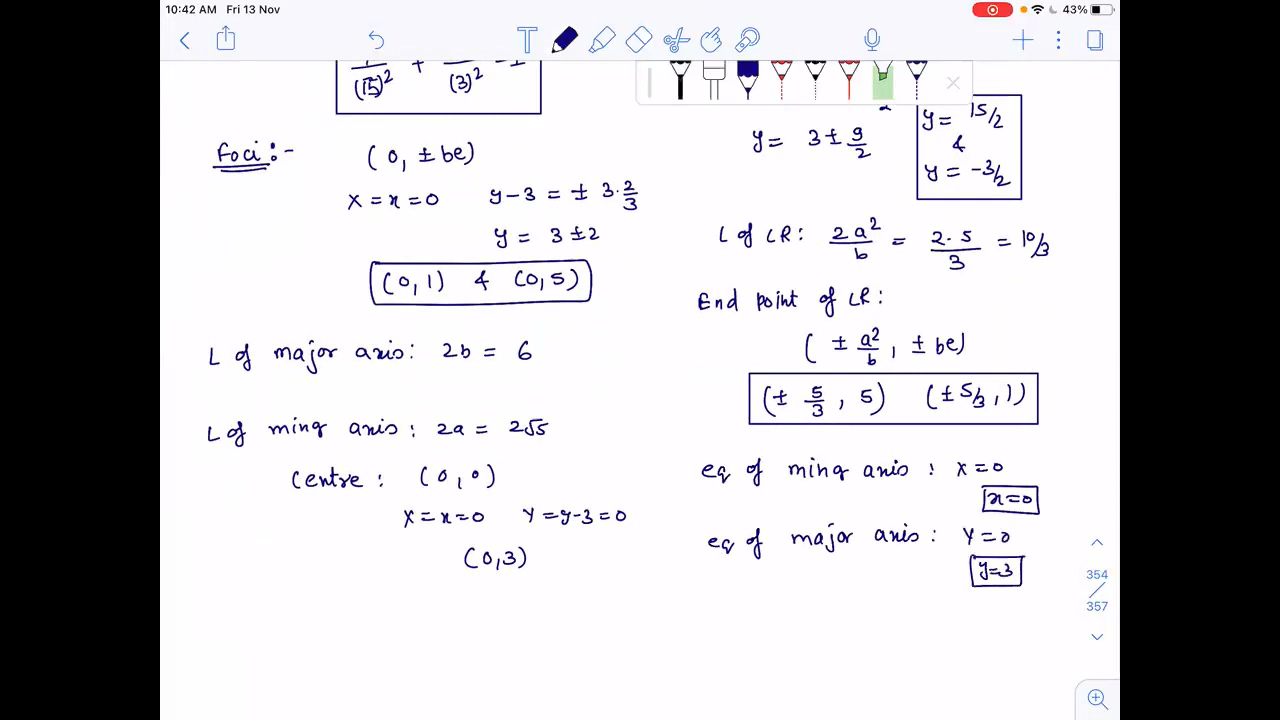 10:42 AM Fri 13 Nov
43%
(√5)² + (3)²
Foci :- (0, ± be)
X = x = 0 y-3 = ± 3·2/3
y = 3 ± 2
(0,1) & (0,5)
L of major axis: 2b = 6
L of minor axis: 2a = 2√5
Centre: (0,0)
X = x = 0 Y = y-3 = 0
(0,3)
y = 3 ± 9/2
y = 15/2
&
y = -3/2
L of LR: 2a²/b = 2·5/3 = 10/3
End point of LR:
(± a²/b, ± be)
(± 5/3, 5) (± 5/3, 1)
eq of minor axis: X=0
x=0
eq of major axis: Y=0
y=3
354
357